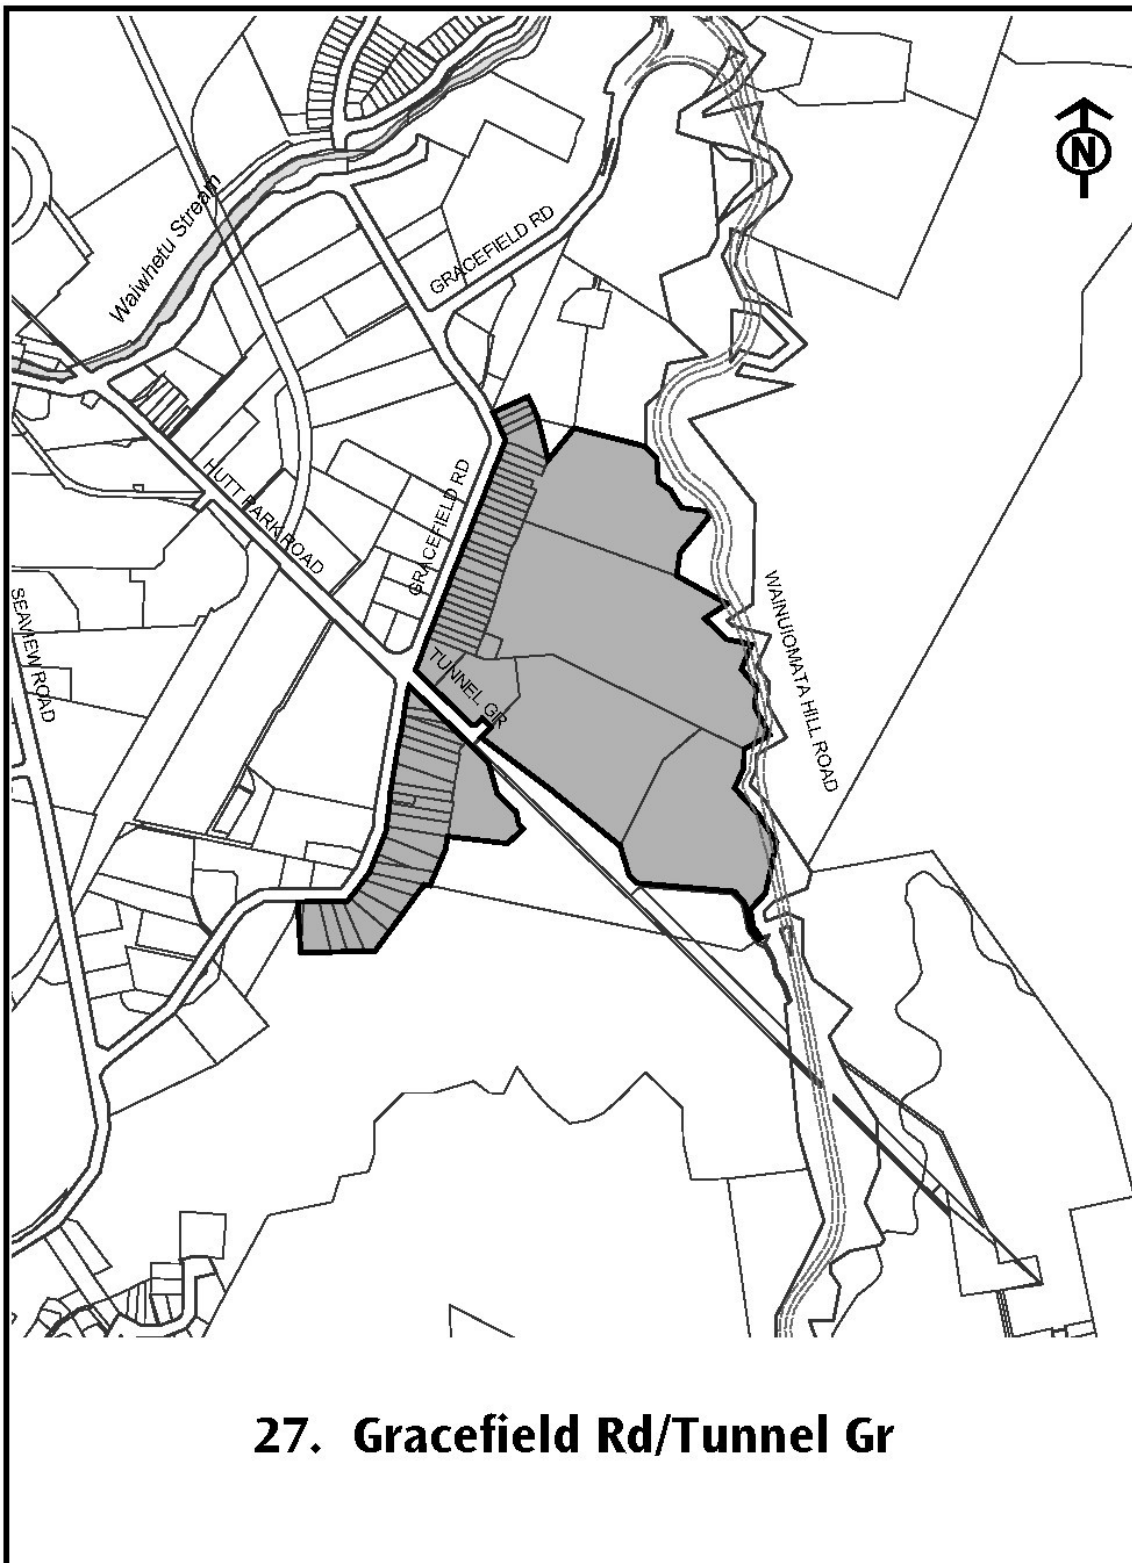 N
Waiwhetu Stream
GRACEFIELD RD
HUTT PARK ROAD
GRACEFIELD RD
SEAVIEW ROAD
TUNNEL GR
WAINUIOMATA HILL ROAD
27. Gracefield Rd/Tunnel Gr